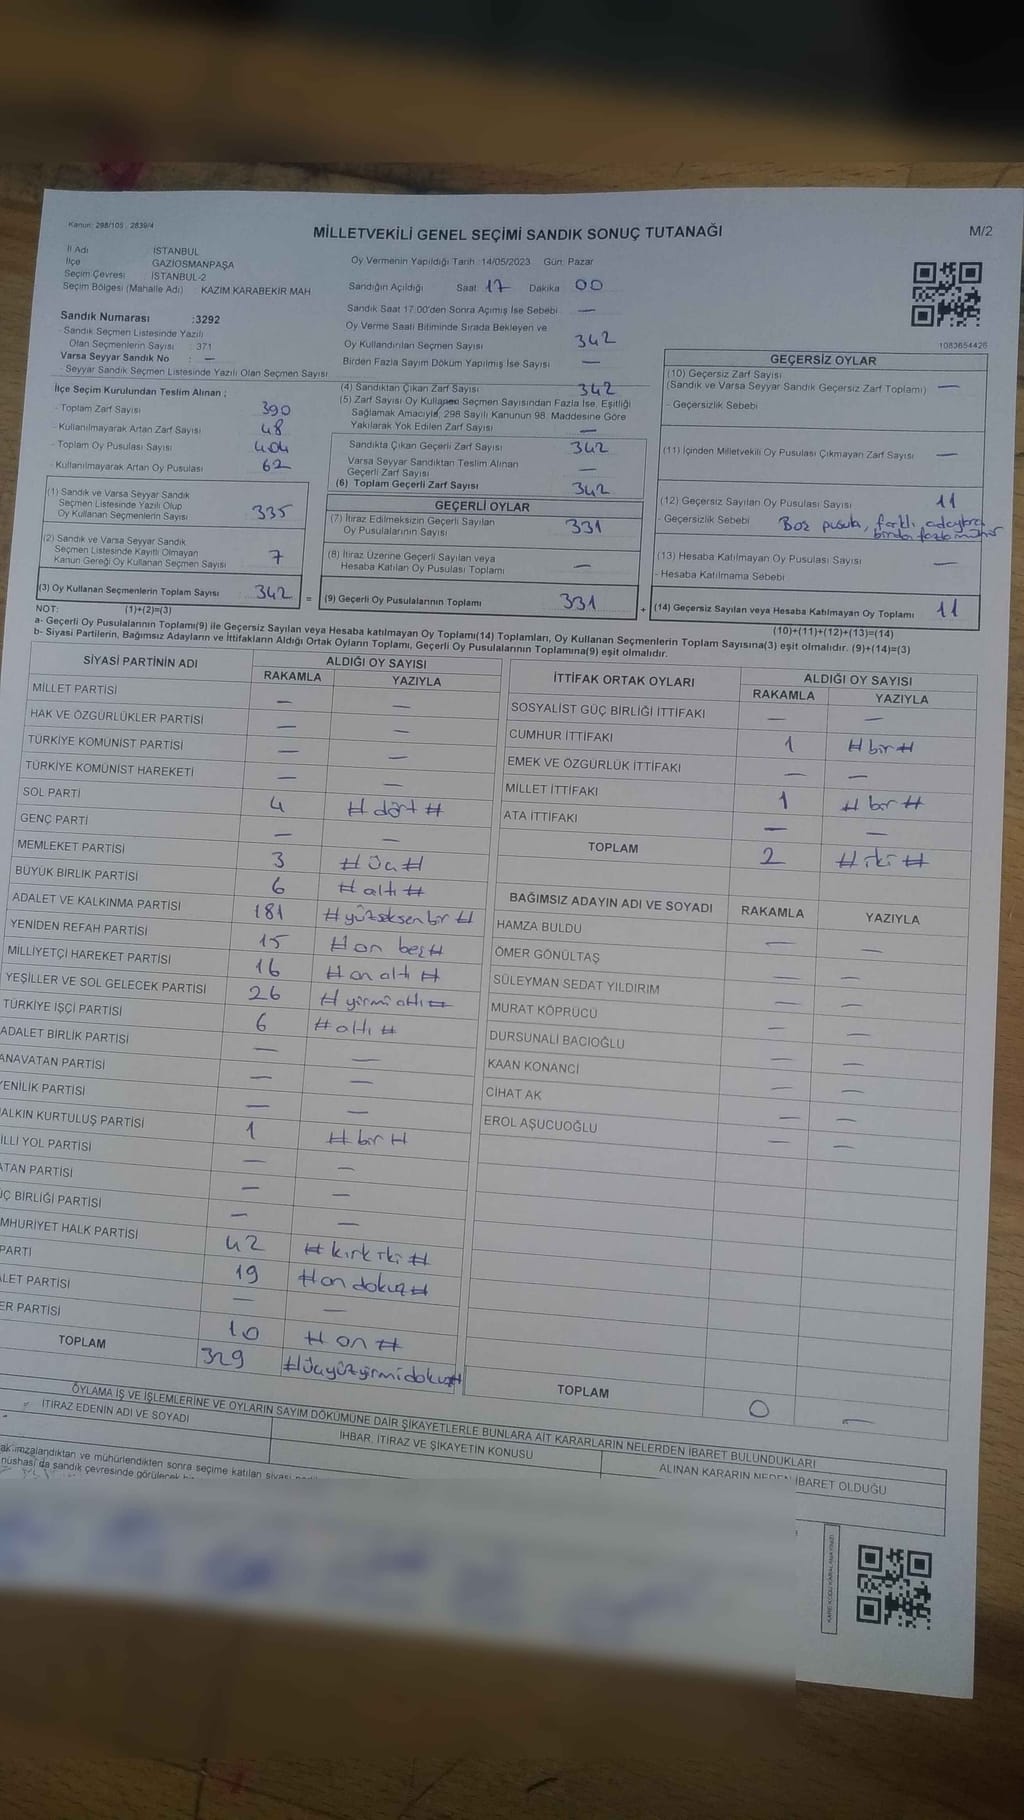 Kanun: 298/105, 2839/4
MİLLETVEKİLİ GENEL SEÇİMİ SANDIK SONUÇ TUTANAĞI
M/2
İl Adı İSTANBUL
İlçe GAZİOSMANPAŞA
Seçim Çevresi İSTANBUL-2
Seçim Bölgesi (Mahalle Adı) : KAZIM KARABEKİR MAH
Sandık Numarası :3292
- Sandık Seçmen Listesinde Yazılı
Olan Seçmenlerin Sayısı : 371
Varsa Seyyar Sandık No : —
- Seyyar Sandık Seçmen Listesinde Yazılı Olan Seçmen Sayısı :
İlçe Seçim Kurulundan Teslim Alınan ;
- Toplam Zarf Sayısı 390
- Kullanılmayarak Artan Zarf Sayısı 48
- Toplam Oy Pusulası Sayısı 404
- Kullanılmayarak Artan Oy Pusulası 62
(1) Sandık ve Varsa Seyyar Sandık
Seçmen Listesinde Yazılı Olup
Oy Kullanan Seçmenlerin Sayısı 335
(2) Sandık ve Varsa Seyyar Sandık
Seçmen Listesinde Kayıtlı Olmayan
Kanun Gereği Oy Kullanan Seçmen Sayısı 7
(3) Oy Kullanan Seçmenlerin Toplam Sayısı 342 =
Oy Vermenin Yapıldığı Tarih :14/05/2023 Gün: Pazar
Sandığın Açıldığı Saat 17 Dakika 00
Sandık Saat 17:00'den Sonra Açımış İse Sebebi —
Oy Verme Saati Bitiminde Sırada Bekleyen ve
Oy Kullandırılan Seçmen Sayısı 342
Birden Fazla Sayım Döküm Yapılmış İse Sayısı —
(4) Sandıktan Çıkan Zarf Sayısı 342
(5) Zarf Sayısı Oy Kullanan Seçmen Sayısından Fazla İse, Eşitliği
Sağlamak Amacıyla, 298 Sayılı Kanunun 98. Maddesine Göre
Yakılarak Yok Edilen Zarf Sayısı —
Sandıkta Çıkan Geçerli Zarf Sayısı 342
Varsa Seyyar Sandıktan Teslim Alınan
Geçerli Zarf Sayısı —
(6) Toplam Geçerli Zarf Sayısı 342
GEÇERLİ OYLAR
(7) İtiraz Edilmeksizin Geçerli Sayılan
Oy Pusulalarının Sayısı 331
(8) İtiraz Üzerine Geçerli Sayılan veya
Hesaba Katılan Oy Pusulası Toplamı —
(9) Geçerli Oy Pusulalarının Toplamı 331 +
1083654426
GEÇERSİZ OYLAR
(10) Geçersiz Zarf Sayısı
(Sandık ve Varsa Seyyar Sandık Geçersiz Zarf Toplamı) —
- Geçersizlik Sebebi
(11) İçinden Milletvekili Oy Pusulası Çıkmayan Zarf Sayısı —
(12) Geçersiz Sayılan Oy Pusulası Sayısı 11
- Geçersizlik Sebebi Boş pusula, farklı
birden fazla mühür
(13) Hesaba Katılmayan Oy Pusulası Sayısı —
- Hesaba Katılmama Sebebi
(14) Geçersiz Sayılan veya Hesaba Katılmayan Oy Toplamı 11
NOT: (1)+(2)=(3)
(10)+(11)+(12)+(13)=(14)
a- Geçerli Oy Pusulalarının Toplamı(9) ile Geçersiz Sayılan veya Hesaba katılmayan Oy Toplamı(14) Toplamları, Oy Kullanan Seçmenlerin Toplam Sayısına(3) eşit olmalıdır. (9)+(14)=(3)
b- Siyasi Partilerin, Bağımsız Adayların ve İttifakların Aldığı Ortak Oyların Toplamı, Geçerli Oy Pusulalarının Toplamına(9) eşit olmalıdır.
SİYASİ PARTİNİN ADI ALDIĞI OY SAYISI
RAKAMLA YAZIYLA
MİLLET PARTİSİ — —
HAK VE ÖZGÜRLÜKLER PARTİSİ — —
TÜRKİYE KOMÜNİST PARTİSİ — —
TÜRKİYE KOMÜNİST HAREKETİ — —
SOL PARTİ 4 # dört #
GENÇ PARTİ — —
MEMLEKET PARTİSİ 3 # üç #
BÜYÜK BİRLİK PARTİSİ 6 # altı #
ADALET VE KALKINMA PARTİSİ 181 # yüzseksen bir #
YENİDEN REFAH PARTİSİ 15 # on beş #
MİLLİYETÇİ HAREKET PARTİSİ 16 # on altı #
YEŞİLLER VE SOL GELECEK PARTİSİ 26 # yirmi altı #
TÜRKİYE İŞÇİ PARTİSİ 6 # altı #
ADALET BİRLİK PARTİSİ — —
ANAVATAN PARTİSİ — —
YENİLİK PARTİSİ — —
ALKIN KURTULUŞ PARTİSİ 1 # bir #
İLLİ YOL PARTİSİ — —
ATAN PARTİSİ — —
ÜÇ BİRLİĞİ PARTİSİ — —
MHURİYET HALK PARTİSİ 42 # kırk iki #
PARTİ 19 # on dokuz #
LET PARTİSİ — —
ER PARTİSİ 10 # on #
TOPLAM 329 # üçyüzyirmidokuz #
İTTİFAK ORTAK OYLARI ALDIĞI OY SAYISI
RAKAMLA YAZIYLA
SOSYALİST GÜÇ BİRLİĞİ İTTİFAKI — —
CUMHUR İTTİFAKI 1 # bir #
EMEK VE ÖZGÜRLÜK İTTİFAKI — —
MİLLET İTTİFAKI 1 # bir #
ATA İTTİFAKI — —
TOPLAM 2 # iki #
BAĞIMSIZ ADAYIN ADI VE SOYADI RAKAMLA YAZIYLA
HAMZA BULDU — —
ÖMER GÖNÜLTAŞ — —
SÜLEYMAN SEDAT YILDIRIM — —
MURAT KÖPRÜCÜ — —
DURSUNALİ BACIOĞLU — —
KAAN KONANCİ — —
CİHAT AK — —
EROL AŞUCUOĞLU — —
TOPLAM 0 —
OYLAMA İŞ VE İŞLEMLERİNE VE OYLARIN SAYIM DÖKÜMÜNE DAİR ŞİKAYETLERLE BUNLARA AİT KARARLARIN NELERDEN İBARET BULUNDUKLARI
İTİRAZ EDENİN ADI VE SOYADI İHBAR, İTİRAZ VE ŞİKAYETİN KONUSU ALINAN KARARIN NEDEN İBARET OLDUĞU
ak imzalandıktan ve mühürlendikten sonra seçime katılan siyasi
nüshası da sandık çevresinde görülecek